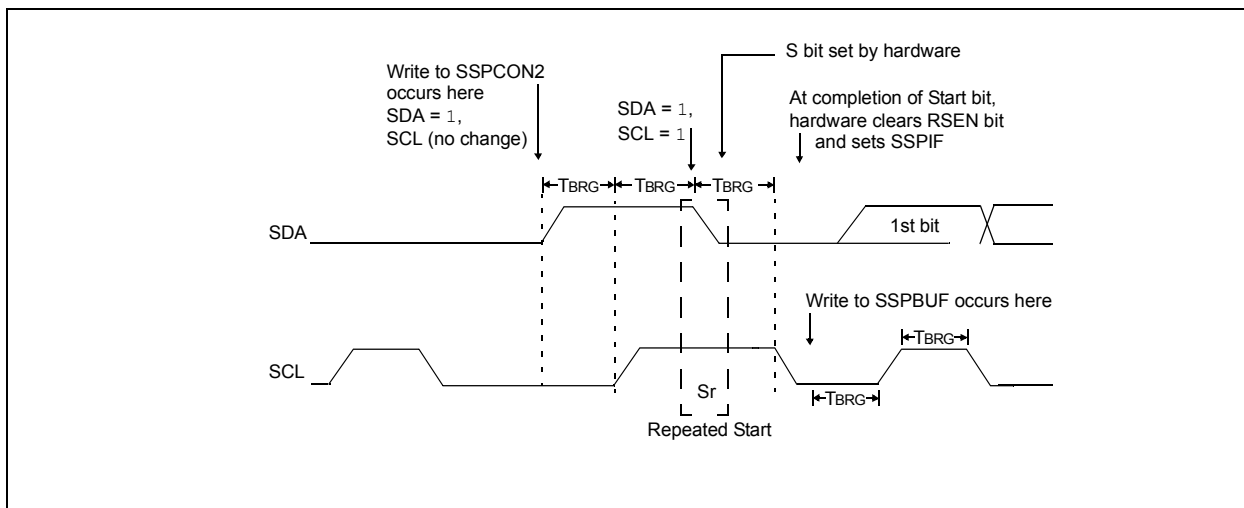 S bit set by hardware
Write to SSPCON2
occurs here
SDA = 1,
SCL (no change)
SDA = 1,
SCL = 1
At completion of Start bit,
hardware clears RSEN bit
and sets SSPIF
TBRG TBRG TBRG
SDA
1st bit
Write to SSPBUF occurs here
TBRG
SCL
Sr
TBRG
Repeated Start